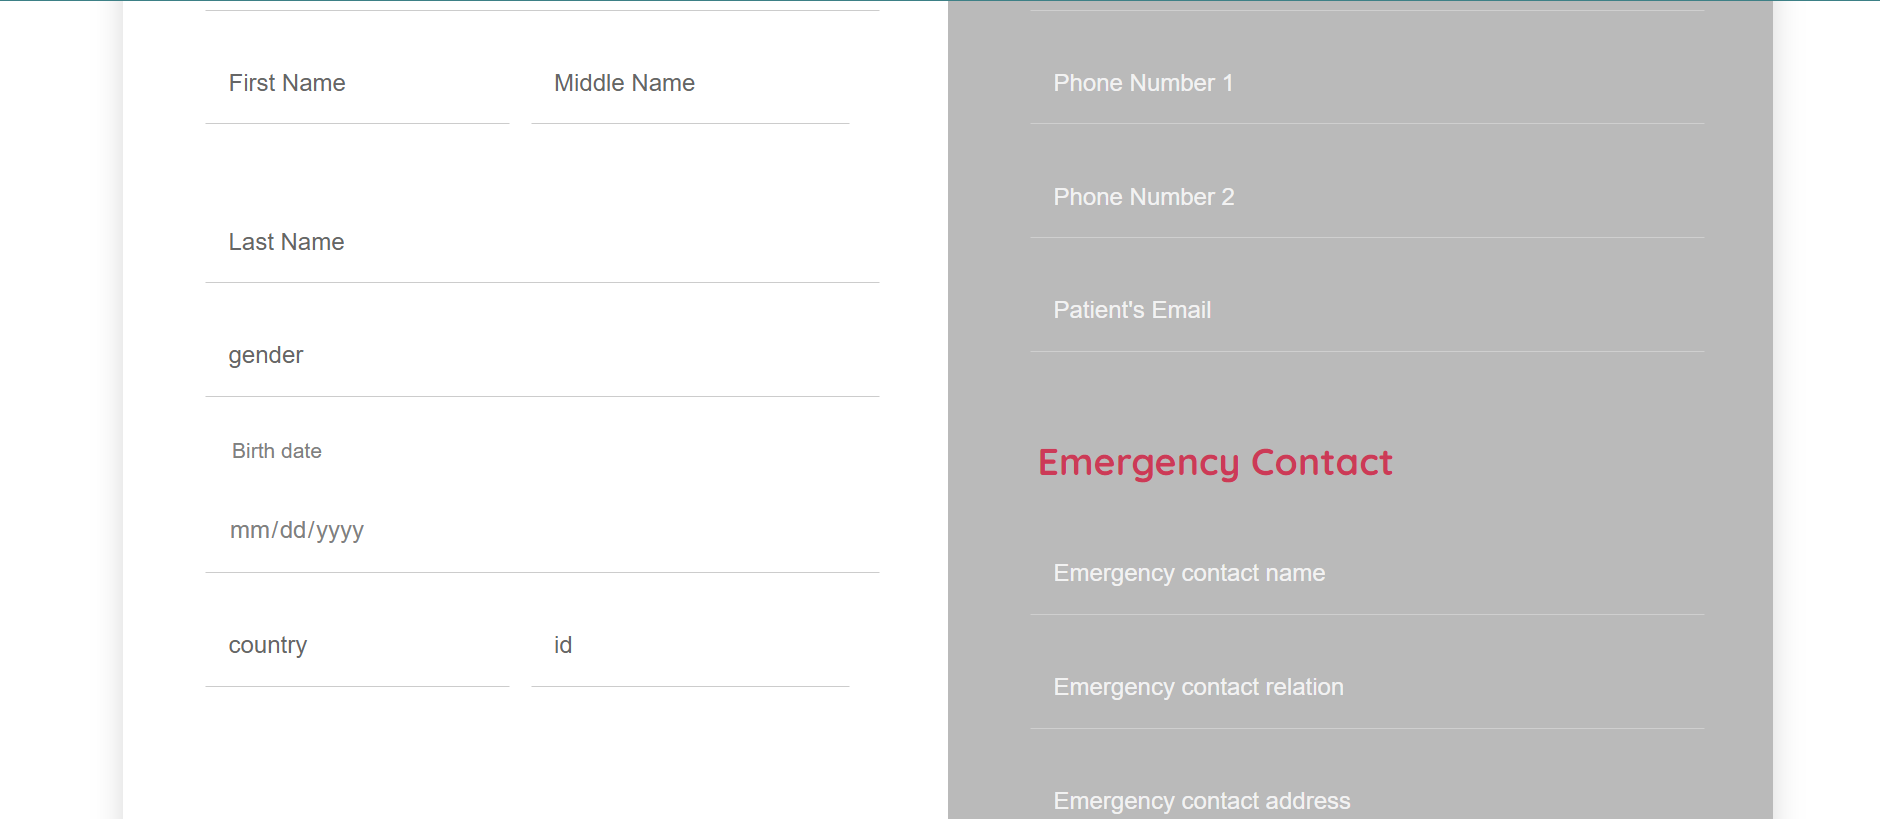 First Name
Middle Name
Last Name
gender
Birth date
mm/dd/yyyy
country
id
Phone Number 1
Phone Number 2
Patient's Email
Emergency Contact
Emergency contact name
Emergency contact relation
Emergency contact address